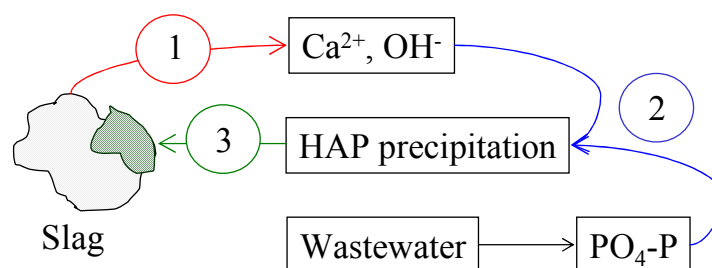 1
Ca²⁺, OH⁻
2
3
HAP precipitation
Slag
Wastewater
PO₄-P